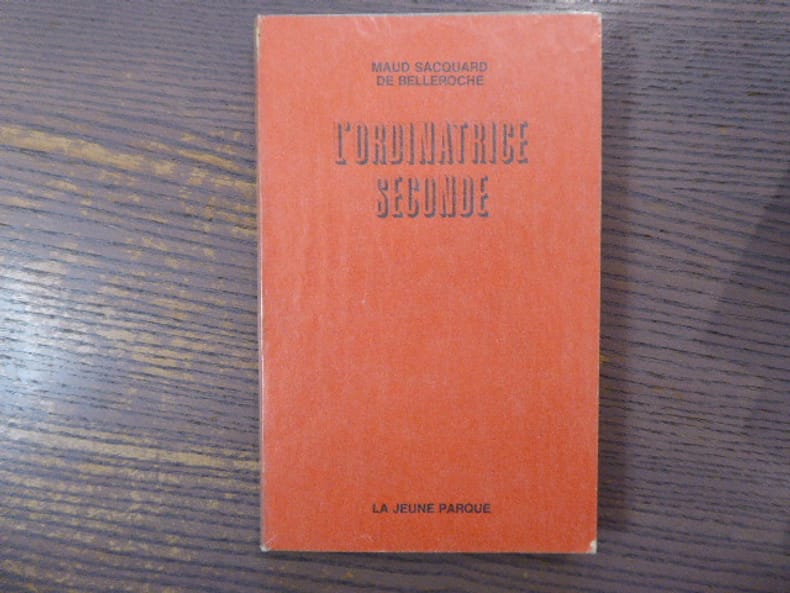 MAUD SACQUARD
DE BELLEROCHE
L'ORDINATRICE
SECONDE
LA JEUNE PARQUE